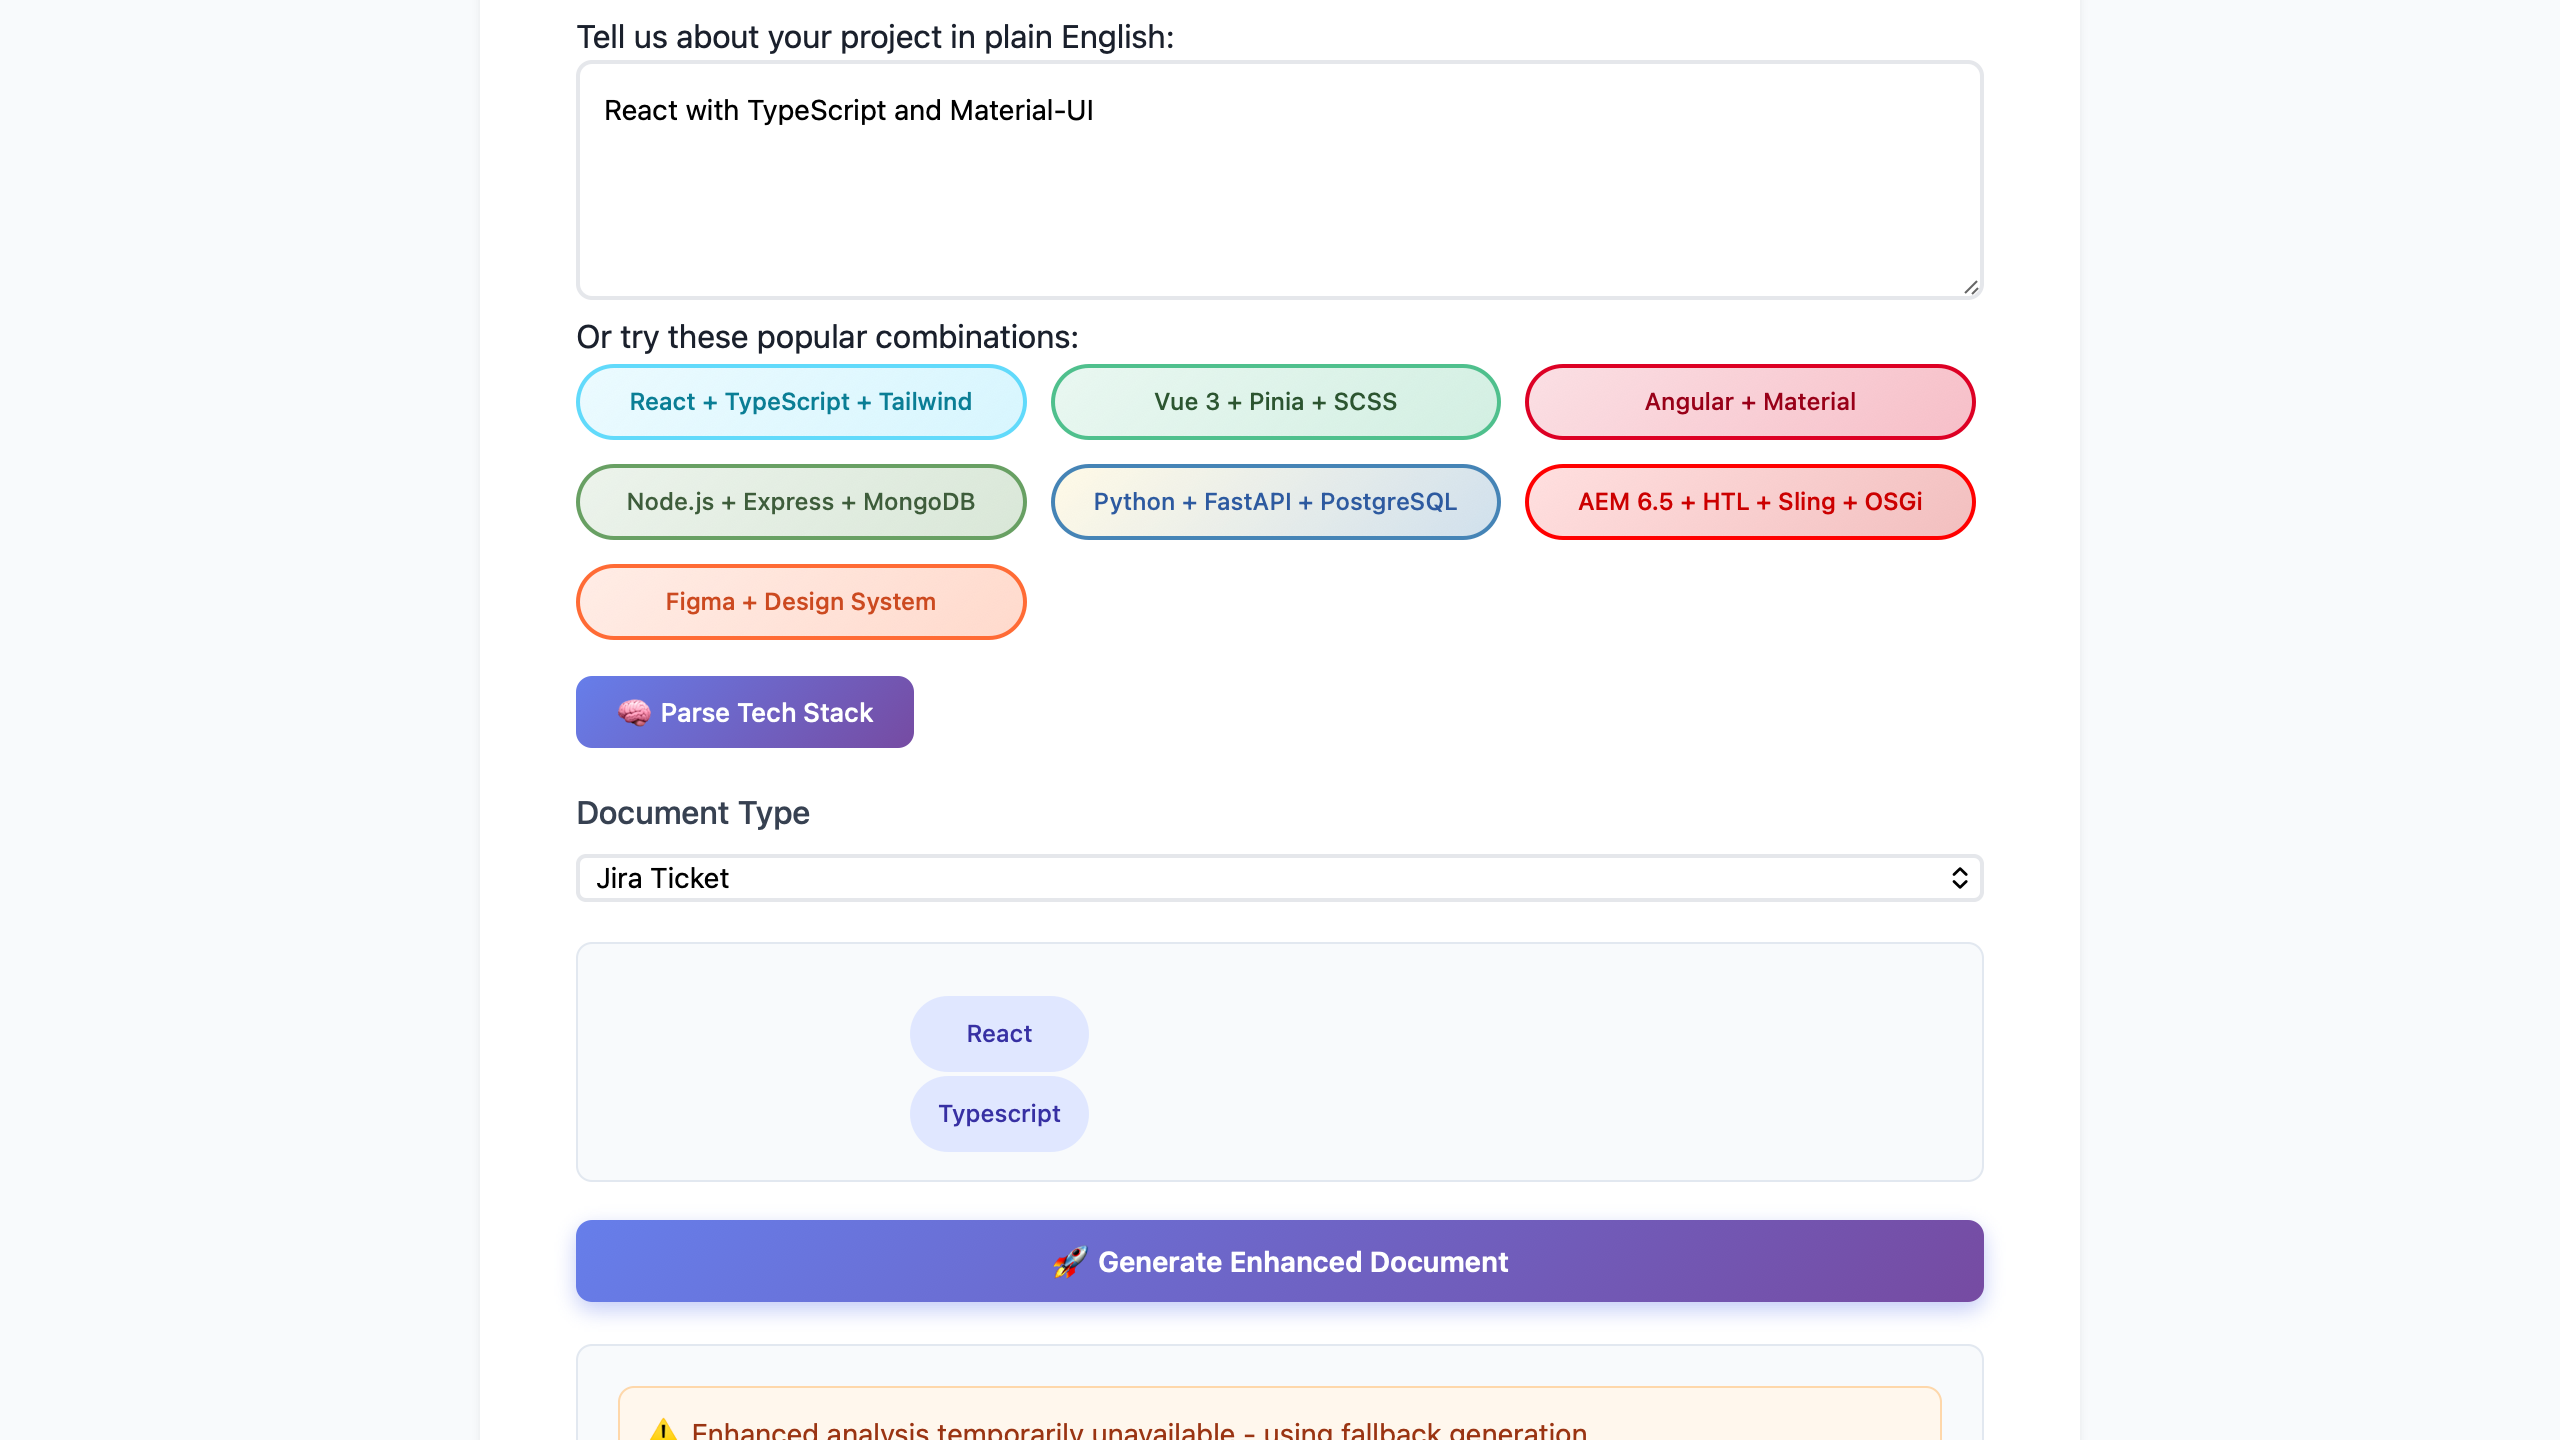 Tell us about your project in plain English:
React with TypeScript and Material-UI
Or try these popular combinations:
React + TypeScript + Tailwind
Vue 3 + Pinia + SCSS
Angular + Material
Node.js + Express + MongoDB
Python + FastAPI + PostgreSQL
AEM 6.5 + HTL + Sling + OSGi
Figma + Design System
🧠 Parse Tech Stack
Document Type
Jira Ticket
React
Typescript
🚀 Generate Enhanced Document
⚠️ Enhanced analysis temporarily unavailable - using fallback generation